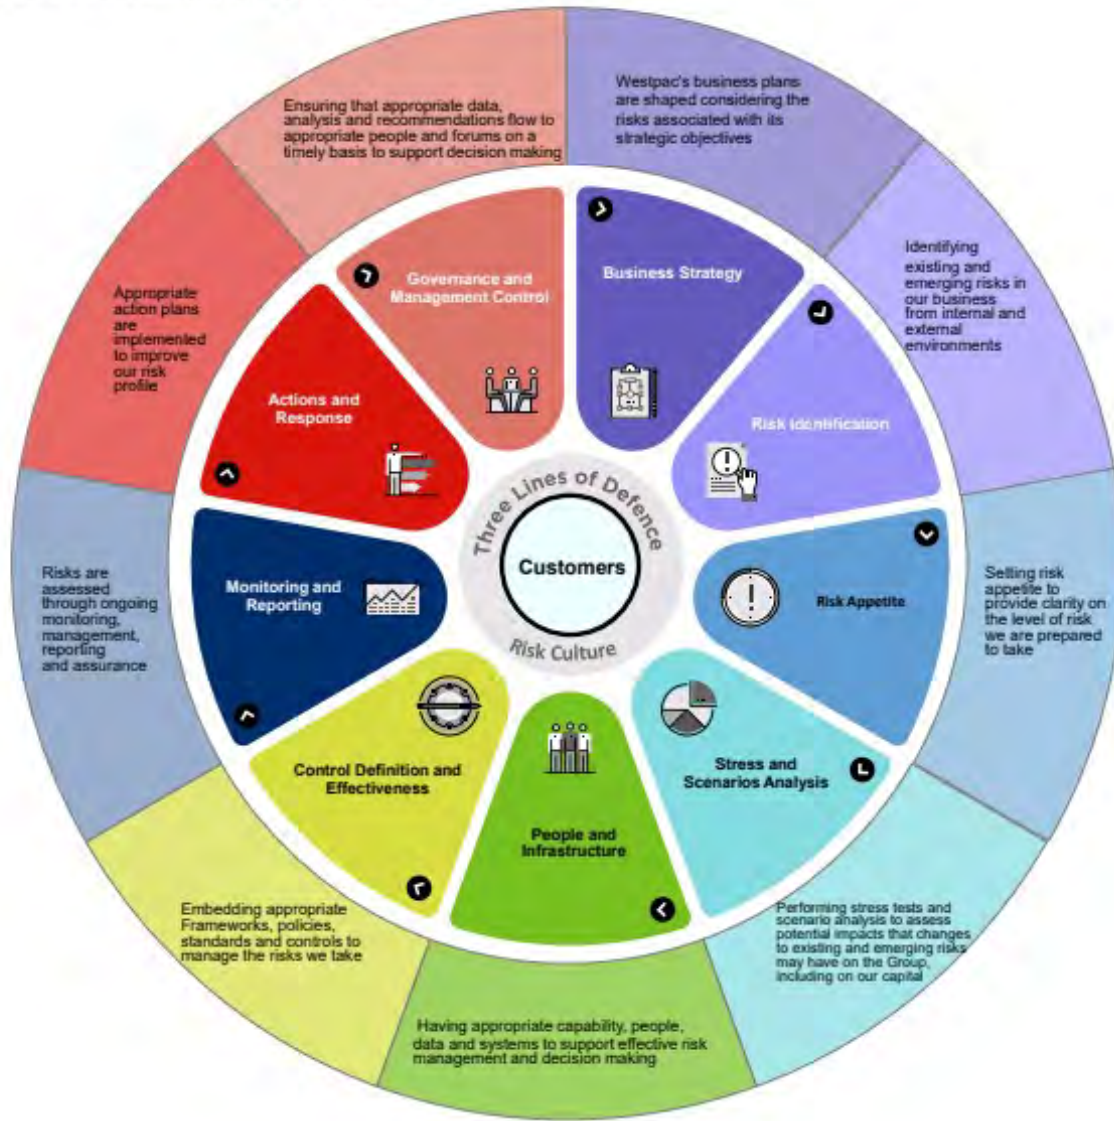 Westpac's business plans
are shaped considering the
risks associated with its
strategic objectives
Business Strategy
Identifying
existing and
emerging risks in
our business
from internal and
external
environments
Risk Identification
Setting risk
appetite to
provide clarity on
the level of risk
we are prepared
to take
Risk Appetite
Performing stress tests and
scenario analysis to assess
potential impacts that changes
to existing and emerging risks
may have on the Group,
including on our capital
Stress and
Scenarios Analysis
Having appropriate capability, people,
data and systems to support effective risk
management and decision making
People and
Infrastructure
Embedding appropriate
Frameworks, policies,
standards and controls to
manage the risks we take
Control Definition and
Effectiveness
Risks are
assessed
through ongoing
monitoring,
management,
reporting
and assurance
Monitoring and
Reporting
Appropriate
action plans
are
implemented
to improve
our risk
profile
Actions and
Response
Ensuring that appropriate data,
analysis and recommendations flow to
appropriate people and forums on a
timely basis to support decision making
Governance and
Management Control
Three Lines of Defence
Customers
Risk Culture